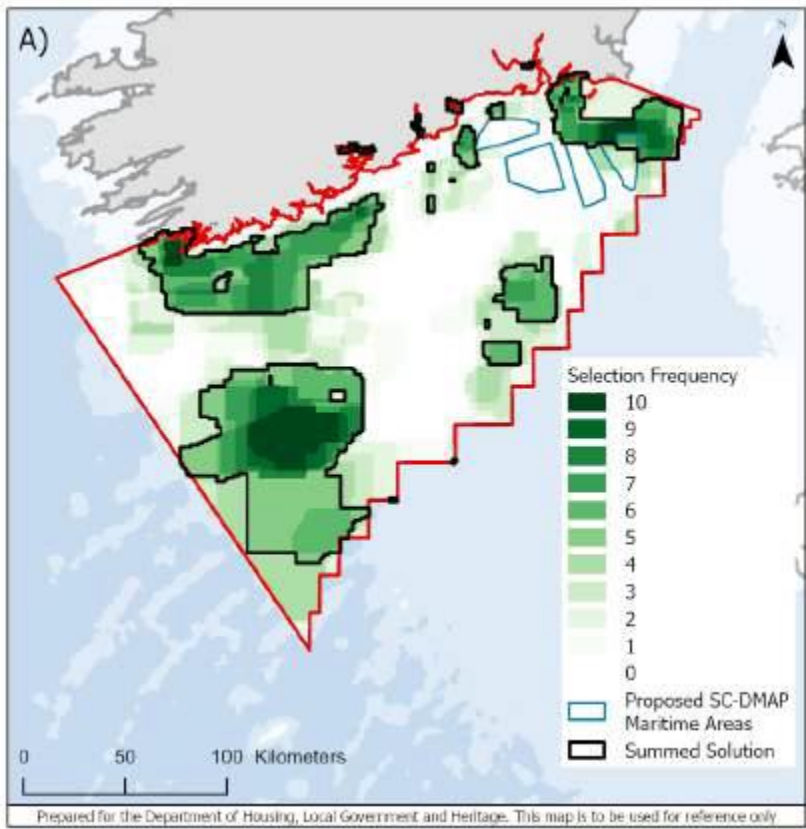 A)
N
Selection Frequency
10
9
8
7
6
5
4
3
2
1
0
Proposed SC-DMAP
Maritime Areas
Summed Solution
0 50 100 Kilometers
Prepared for the Department of Housing, Local Government and Heritage. This map is to be used for reference only